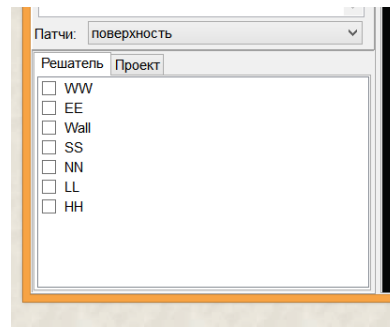 Патчи: поверхность
Решатель Проект
WW
EE
Wall
SS
NN
LL
HH